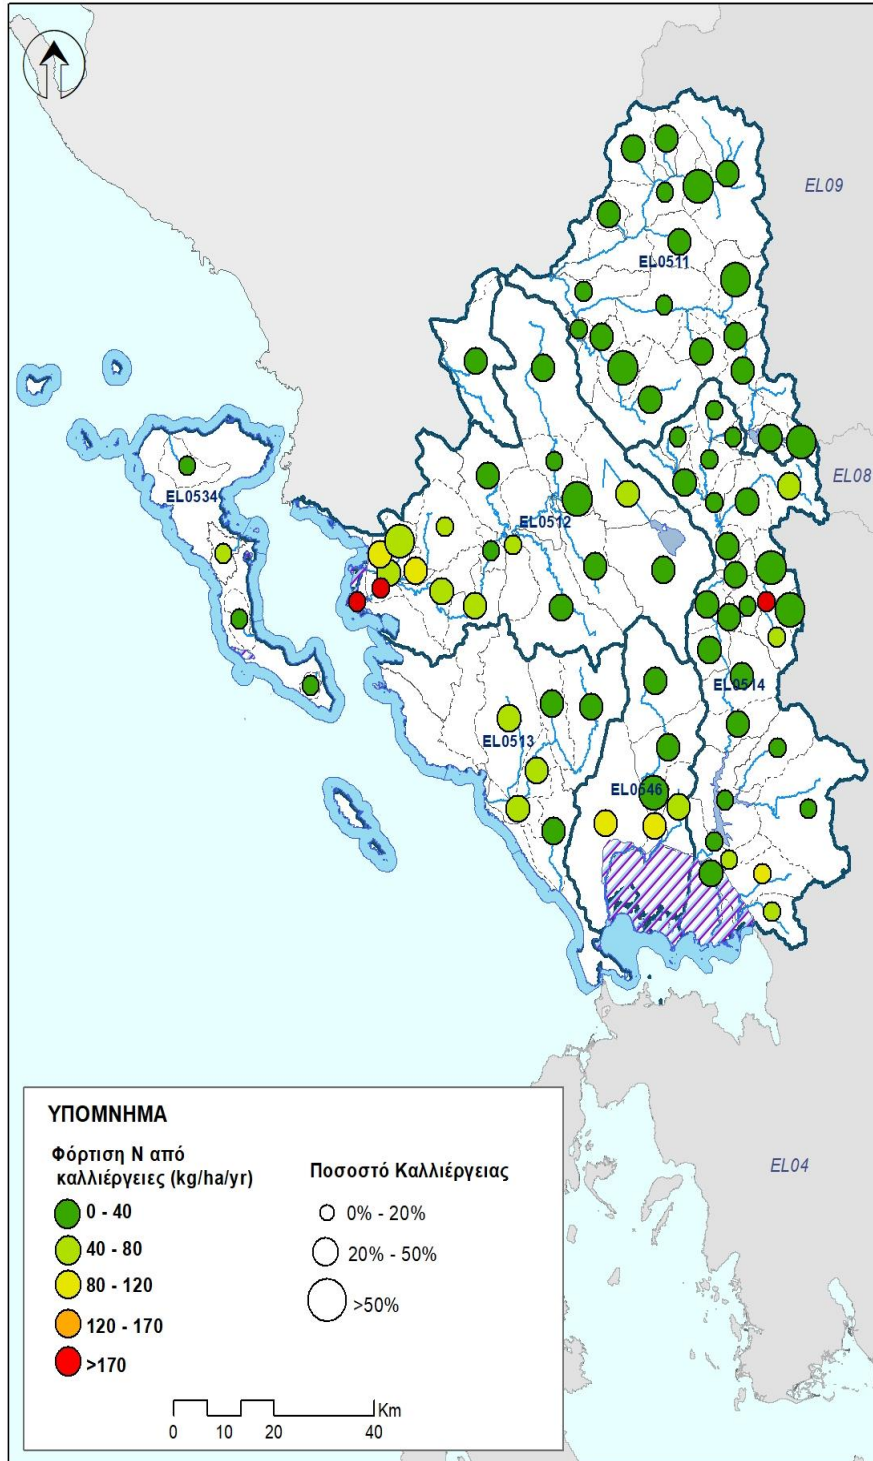 EL09
EL0511
EL08
EL0534
EL0512
EL0514
EL0513
EL0546
EL04
ΥΠΟΜΝΗΜΑ
Φόρτιση Ν από
καλλιέργειες (kg/ha/yr)
0 - 40
40 - 80
80 - 120
120 - 170
>170
Ποσοστό Καλλιέργειας
0% - 20%
20% - 50%
>50%
Km
0 10 20 40